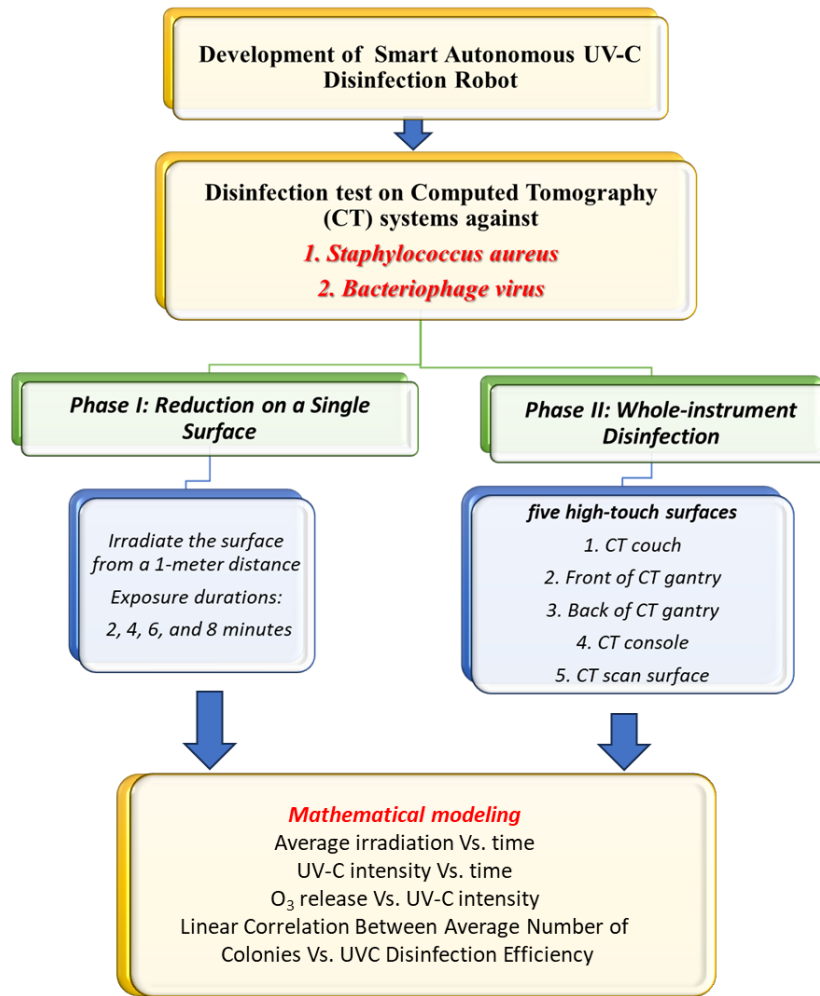 Development of Smart Autonomous UV-C
Disinfection Robot
Disinfection test on Computed Tomography
(CT) systems against
1. Staphylococcus aureus
2. Bacteriophage virus
Phase I: Reduction on a Single
Surface
Phase II: Whole-instrument
Disinfection
Irradiate the surface
from a 1-meter distance
Exposure durations:
2, 4, 6, and 8 minutes
five high-touch surfaces
1. CT couch
2. Front of CT gantry
3. Back of CT gantry
4. CT console
5. CT scan surface
Mathematical modeling
Average irradiation Vs. time
UV-C intensity Vs. time
O₃ release Vs. UV-C intensity
Linear Correlation Between Average Number of
Colonies Vs. UVC Disinfection Efficiency